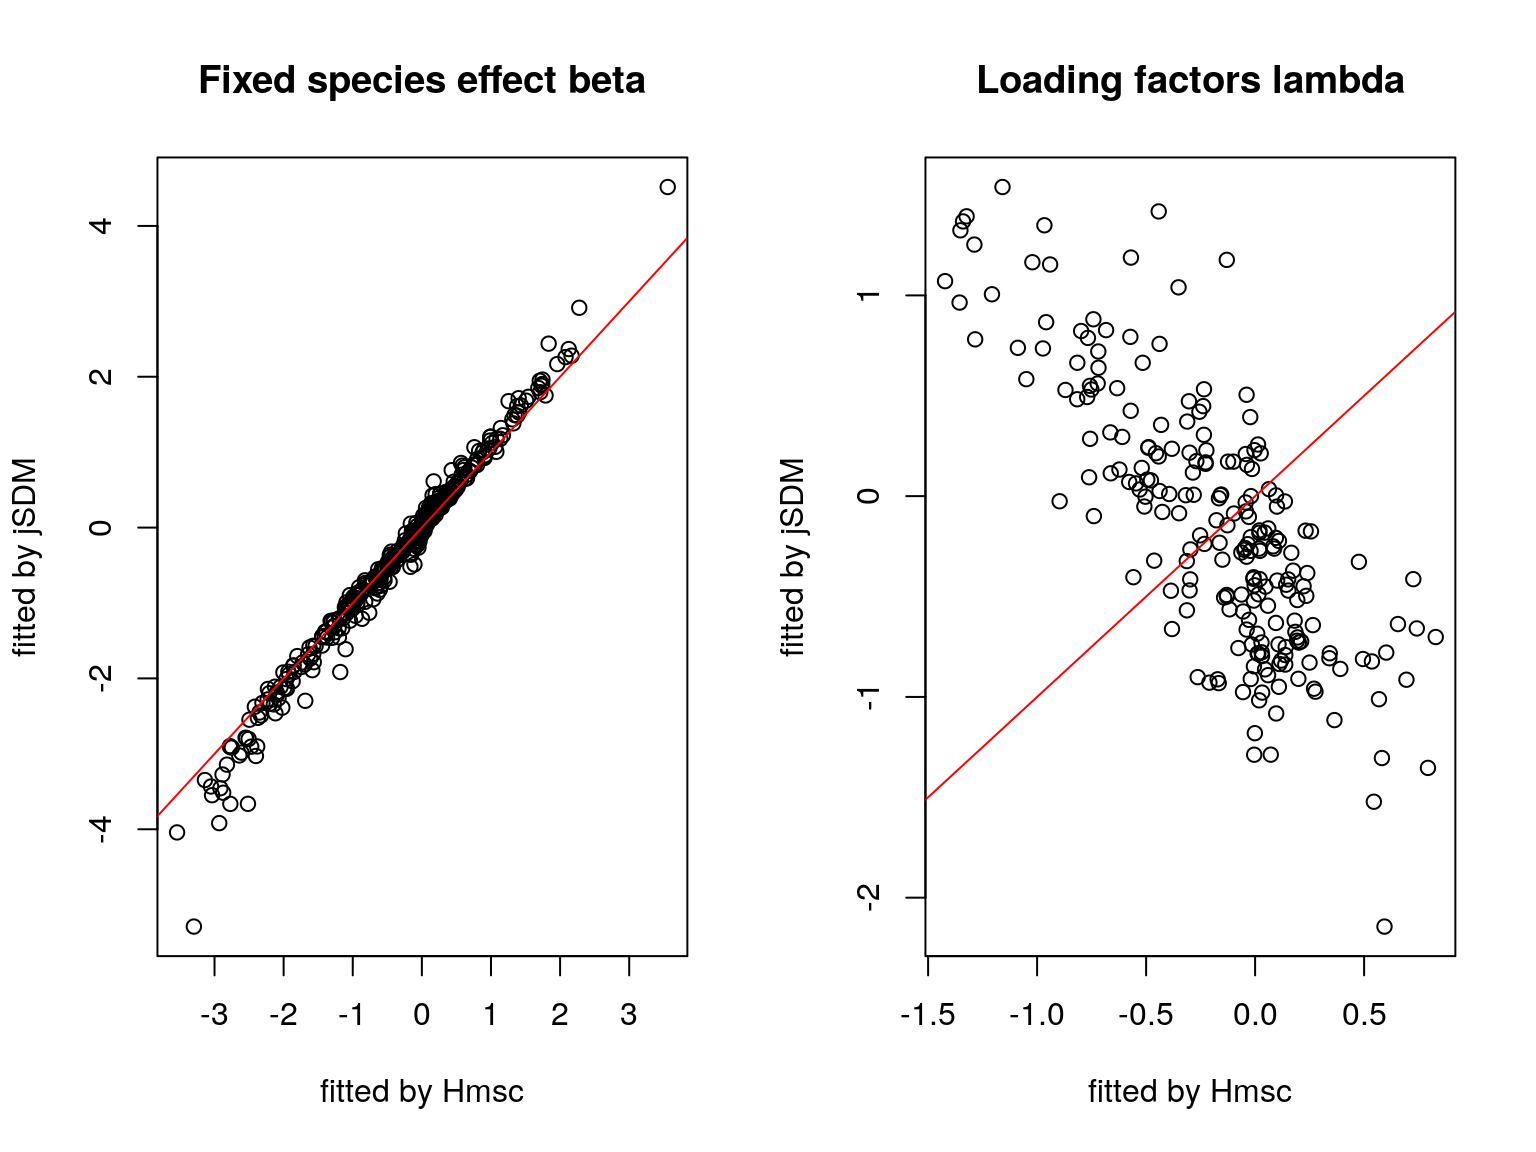 Fixed species effect beta
fitted by jSDM
4
2
0
-2
-4
-3 -2 -1 0 1 2 3
fitted by Hmsc
Loading factors lambda
fitted by jSDM
1
0
-1
-2
-1.5 -1.0 -0.5 0.0 0.5
fitted by Hmsc